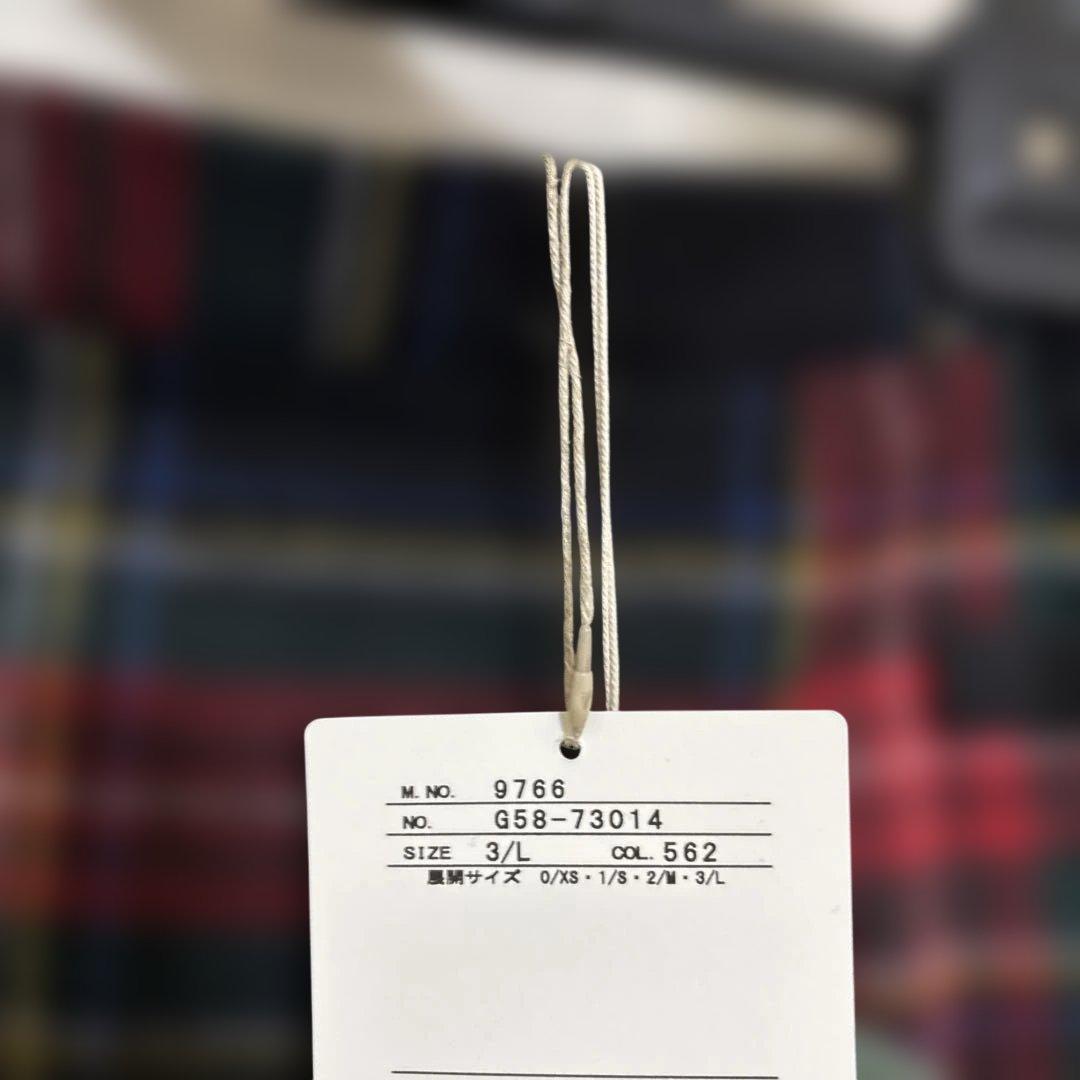 M. NO. 9766
NO. G58-73014
SIZE 3/L COL. 562
展開サイズ 0/XS・1/S・2/M・3/L